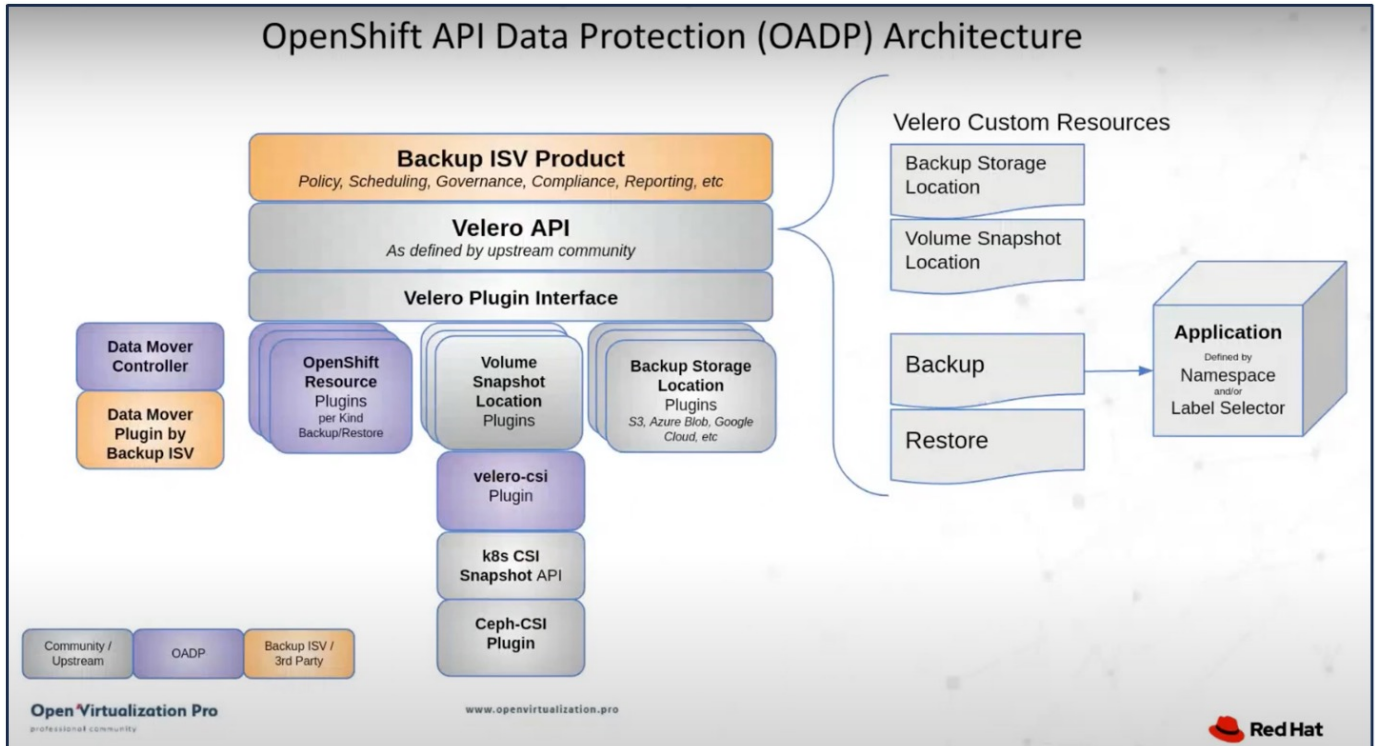 OpenShift API Data Protection (OADP) Architecture
Backup ISV Product
Policy, Scheduling, Governance, Compliance, Reporting, etc
Velero API
As defined by upstream community
Velero Plugin Interface
Data Mover
Controller
Data Mover
Plugin by
Backup ISV
OpenShift
Resource
Plugins
per Kind
Backup/Restore
Volume
Snapshot
Location
Plugins
Backup Storage
Location
Plugins
S3, Azure Blob, Google
Cloud, etc
velero-csi
Plugin
k8s CSI
Snapshot API
Ceph-CSI
Plugin
Velero Custom Resources
Backup Storage
Location
Volume Snapshot
Location
Backup
Restore
Application
Defined by
Namespace
and/or
Label Selector
Community /
Upstream
OADP
Backup ISV /
3rd Party
Open Virtualization Pro
professional community
www.openvirtualization.pro
Red Hat